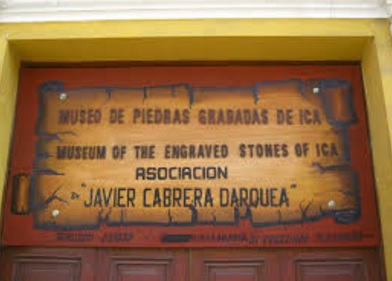 MUSEO DE PIEDRAS GRABADAS DE ICA
MUSEUM OF THE ENGRAVED STONES OF ICA
ASOCIACION
"JAVIER CABRERA DARQUEA"